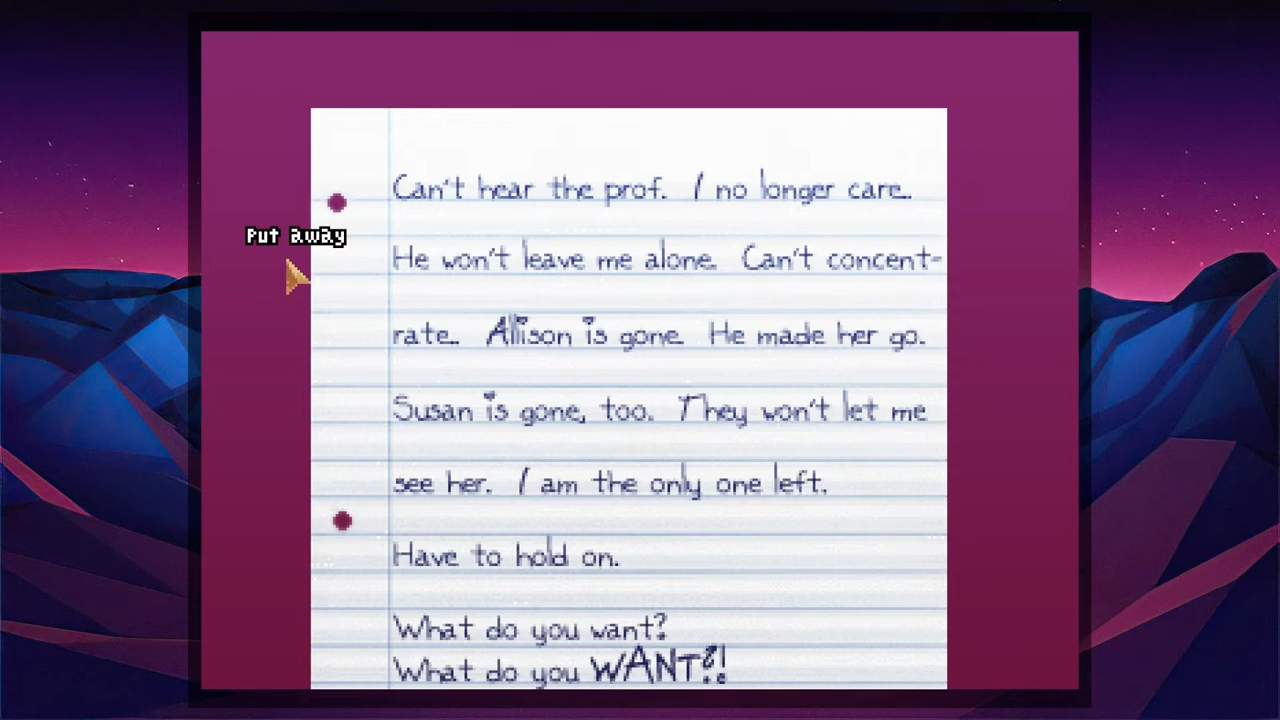 Can't hear the prof. I no longer care..
Put away
He won't leave me alone. Can't concent-
rate.. Allison is gone. He made her go.
Susan is gone, too. They won't let me
see her. I am the only one left.
Have to hold on.
What do you want?
What do you WANT?!